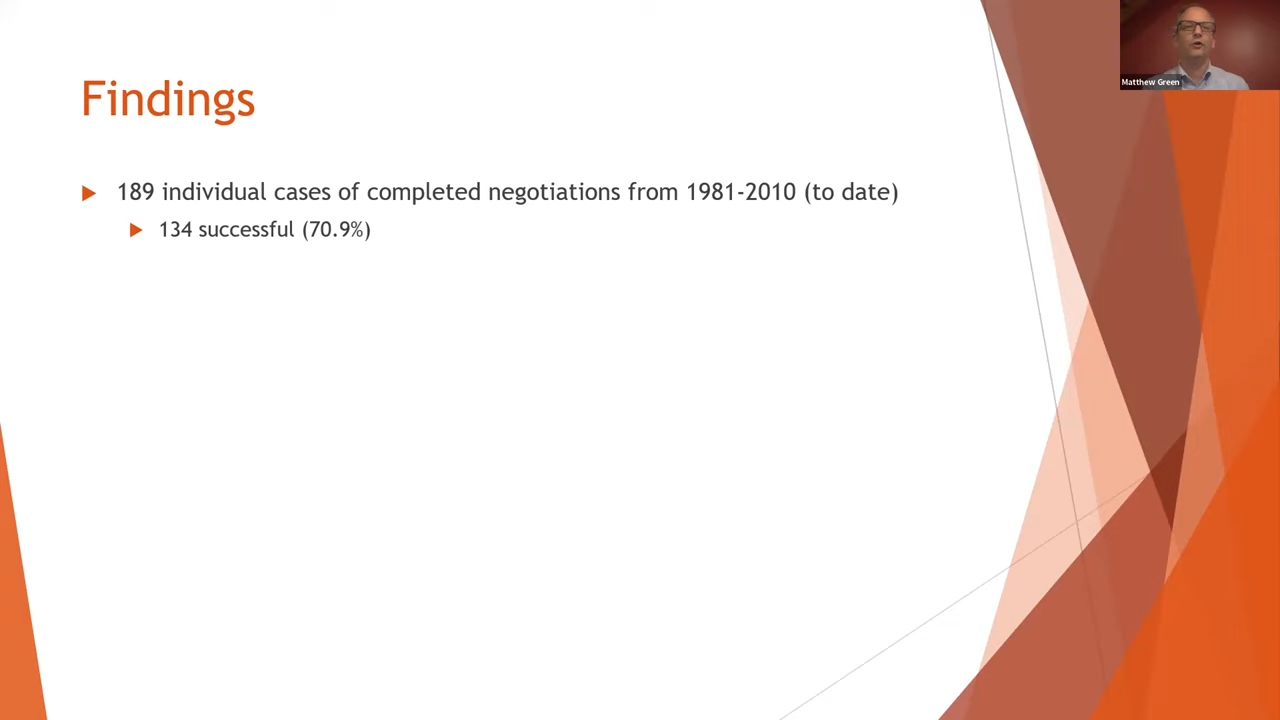 Matthew Green
Findings
189 individual cases of completed negotiations from 1981-2010 (to date)
134 successful (70.9%)